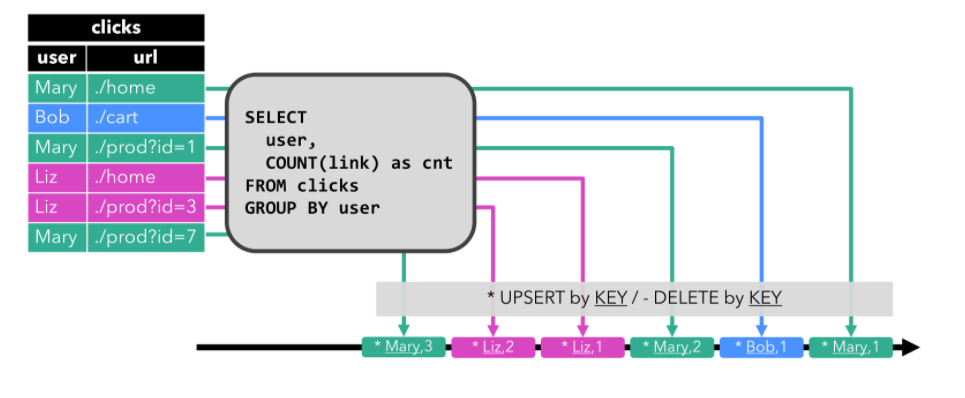 clicks
user url
Mary ./home
Bob ./cart
Mary ./prod?id=1
Liz ./home
Liz ./prod?id=3
Mary ./prod?id=7
SELECT
user,
COUNT(link) as cnt
FROM clicks
GROUP BY user
* UPSERT by KEY / - DELETE by KEY
* Mary,3 * Liz,2 * Liz,1 * Mary,2 * Bob,1 * Mary,1